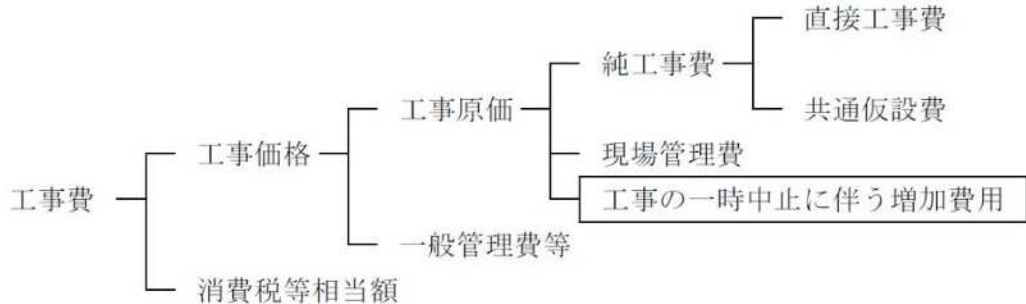 直接工事費
純工事費
共通仮設費
工事原価
工事価格
現場管理費
工事費
工事の一時中止に伴う増加費用
一般管理費等
消費税等相当額